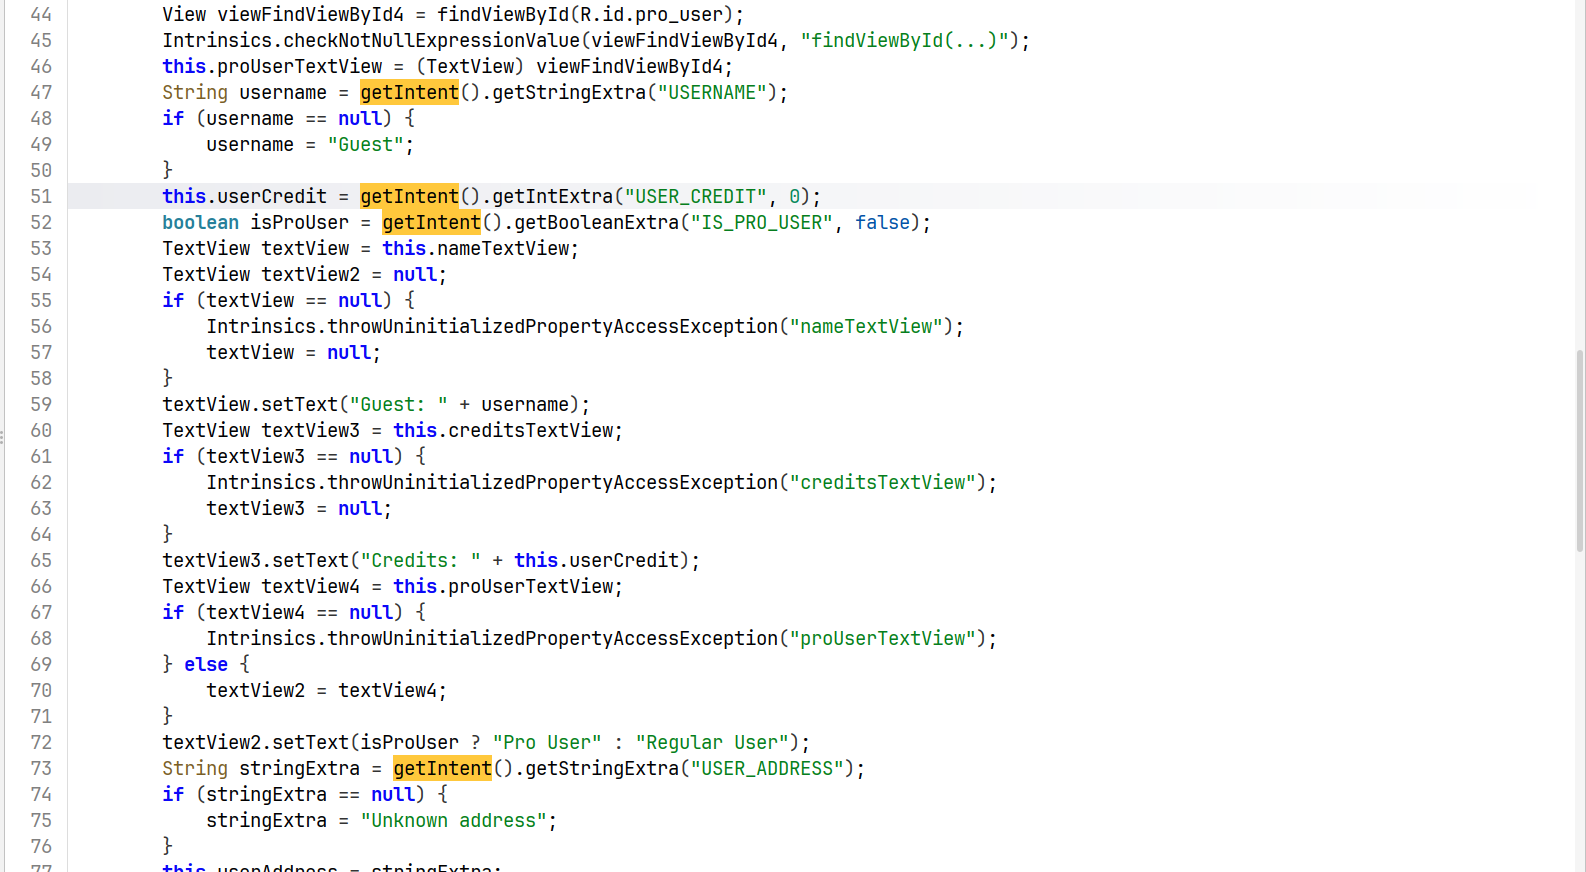 44 View viewFindViewById4 = findViewById(R.id.pro_user);
45 Intrinsics.checkNotNullExpressionValue(viewFindViewById4, "findViewById(...)");
46 this.proUserTextView = (TextView) viewFindViewById4;
47 String username = getIntent().getStringExtra("USERNAME");
48 if (username == null) {
49 username = "Guest";
50 }
51 this.userCredit = getIntent().getIntExtra("USER_CREDIT", 0);
52 boolean isProUser = getIntent().getBooleanExtra("IS_PRO_USER", false);
53 TextView textView = this.nameTextView;
54 TextView textView2 = null;
55 if (textView == null) {
56 Intrinsics.throwUninitializedPropertyAccessException("nameTextView");
57 textView = null;
58 }
59 textView.setText("Guest: " + username);
60 TextView textView3 = this.creditsTextView;
61 if (textView3 == null) {
62 Intrinsics.throwUninitializedPropertyAccessException("creditsTextView");
63 textView3 = null;
64 }
65 textView3.setText("Credits: " + this.userCredit);
66 TextView textView4 = this.proUserTextView;
67 if (textView4 == null) {
68 Intrinsics.throwUninitializedPropertyAccessException("proUserTextView");
69 } else {
70 textView2 = textView4;
71 }
72 textView2.setText(isProUser ? "Pro User" : "Regular User");
73 String stringExtra = getIntent().getStringExtra("USER_ADDRESS");
74 if (stringExtra == null) {
75 stringExtra = "Unknown address";
76 }
77 this.userAddress = stringExtra;